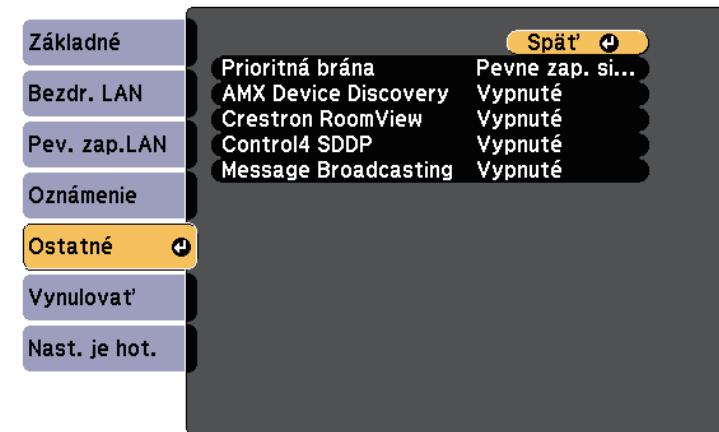 Základné
Bezdr. LAN
Pev. zap.LAN
Oznámenie
Ostatné
Vynulovať
Nast. je hot.
Späť
Prioritná brána Pevne zap. si...
AMX Device Discovery Vypnuté
Crestron RoomView Vypnuté
Control4 SDDP Vypnuté
Message Broadcasting Vypnuté